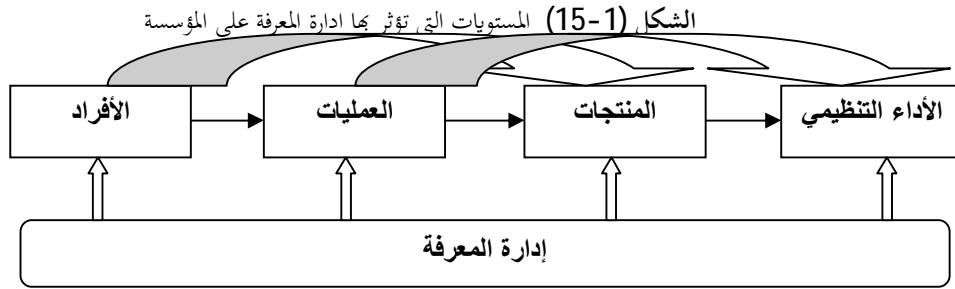 الشكل (1-15) المستويات التي تؤثر بها ادارة المعرفة على المؤسسة
الأفراد
العمليات
المنتجات
الأداء التنظيمي
إدارة المعرفة